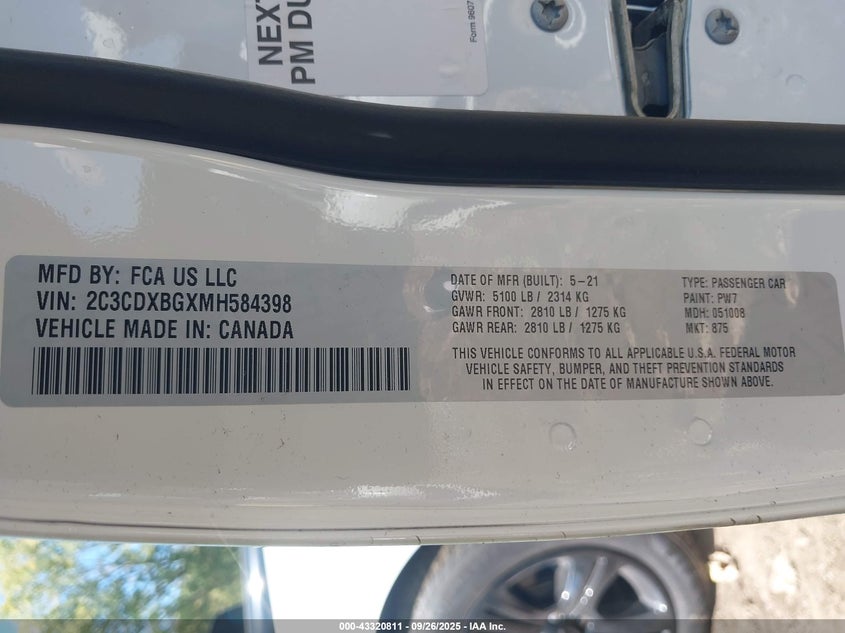 NEXT
PM DU
Form 9607
MFD BY: FCA US LLC
VIN: 2C3CDXBGXMH584398
VEHICLE MADE IN: CANADA
DATE OF MFR (BUILT): 5-21
GVWR: 5100 LB / 2314 KG
GAWR FRONT: 2810 LB / 1275 KG
GAWR REAR: 2810 LB / 1275 KG
TYPE: PASSENGER CAR
PAINT: PW7
MDH: 051008
MKT: 875
THIS VEHICLE CONFORMS TO ALL APPLICABLE U.S.A. FEDERAL MOTOR
VEHICLE SAFETY, BUMPER, AND THEFT PREVENTION STANDARDS
IN EFFECT ON THE DATE OF MANUFACTURE SHOWN ABOVE.
000-43320811 - 09/26/2025 - IAA Inc.